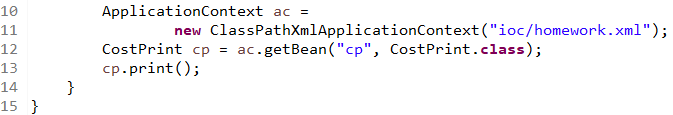 10 ApplicationContext ac =
11 new ClassPathXmlApplicationContext("ioc/homework.xml");
12 CostPrint cp = ac.getBean("cp", CostPrint.class);
13 cp.print();
14 }
15 }